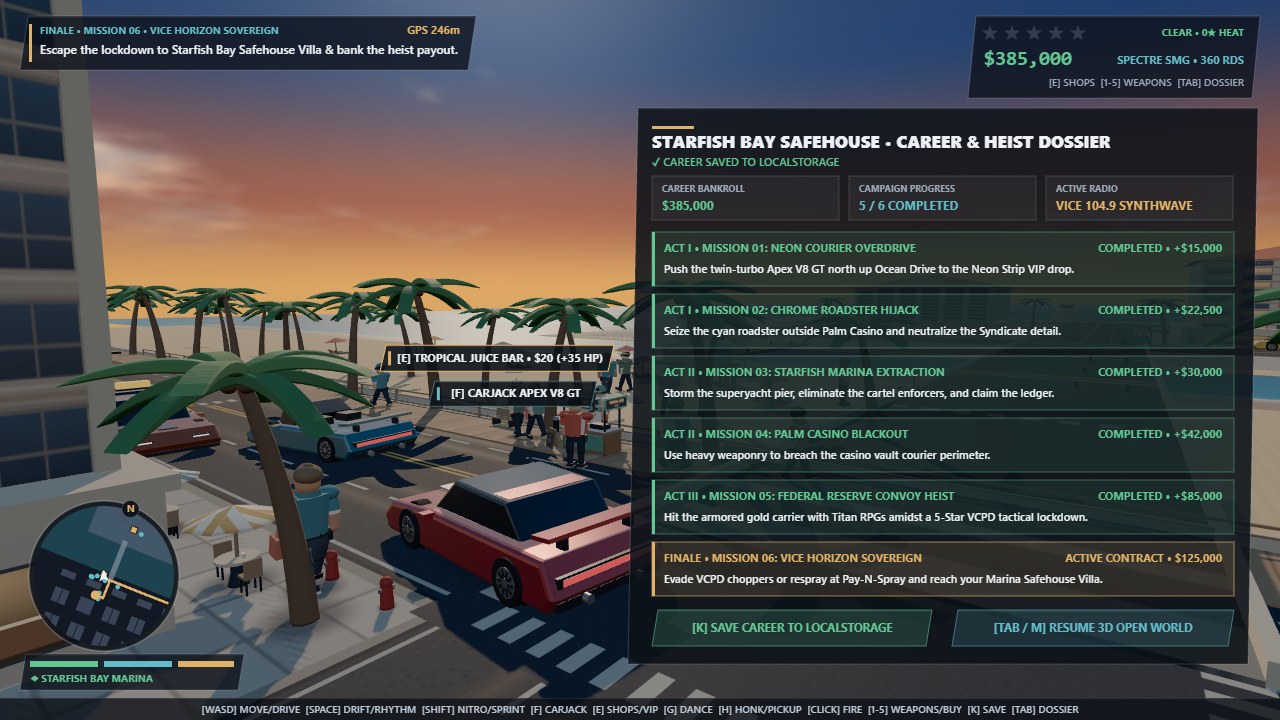 FINALE • MISSION 06 • VICE HORIZON SOVEREIGN GPS 246m
Escape the lockdown to Starfish Bay Safehouse Villa & bank the heist payout.
★★★★★ CLEAR • 0★ HEAT
$385,000 SPECTRE SMG • 360 RDS
[E] SHOPS [1-5] WEAPONS [TAB] DOSSIER
STARFISH BAY SAFEHOUSE • CAREER & HEIST DOSSIER
✓ CAREER SAVED TO LOCALSTORAGE
CAREER BANKROLL
$385,000
CAMPAIGN PROGRESS
5 / 6 COMPLETED
ACTIVE RADIO
VICE 104.9 SYNTHWAVE
ACT I • MISSION 01: NEON COURIER OVERDRIVE COMPLETED • +$15,000
Push the twin-turbo Apex V8 GT north up Ocean Drive to the Neon Strip VIP drop.
ACT I • MISSION 02: CHROME ROADSTER HIJACK COMPLETED • +$22,500
Seize the cyan roadster outside Palm Casino and neutralize the Syndicate detail.
ACT II • MISSION 03: STARFISH MARINA EXTRACTION COMPLETED • +$30,000
Storm the superyacht pier, eliminate the cartel enforcers, and claim the ledger.
ACT II • MISSION 04: PALM CASINO BLACKOUT COMPLETED • +$42,000
Use heavy weaponry to breach the casino vault courier perimeter.
ACT III • MISSION 05: FEDERAL RESERVE CONVOY HEIST COMPLETED • +$85,000
Hit the armored gold carrier with Titan RPGs amidst a 5-Star VCPD tactical lockdown.
FINALE • MISSION 06: VICE HORIZON SOVEREIGN ACTIVE CONTRACT • $125,000
Evade VCPD choppers or respray at Pay-N-Spray and reach your Marina Safehouse Villa.
[K] SAVE CAREER TO LOCALSTORAGE
[TAB / M] RESUME 3D OPEN WORLD
[E] TROPICAL JUICE BAR • $20 (+35 HP)
[F] CARJACK APEX V8 GT
N
◆ STARFISH BAY MARINA
[WASD] MOVE/DRIVE [SPACE] DRIFT/RHYTHM [SHIFT] NITRO/SPRINT [F] CARJACK [E] SHOPS/VIP [G] DANCE [H] HONK/PICKUP [CLICK] FIRE [1-5] WEAPONS/BUY [K] SAVE [TAB] DOSSIER